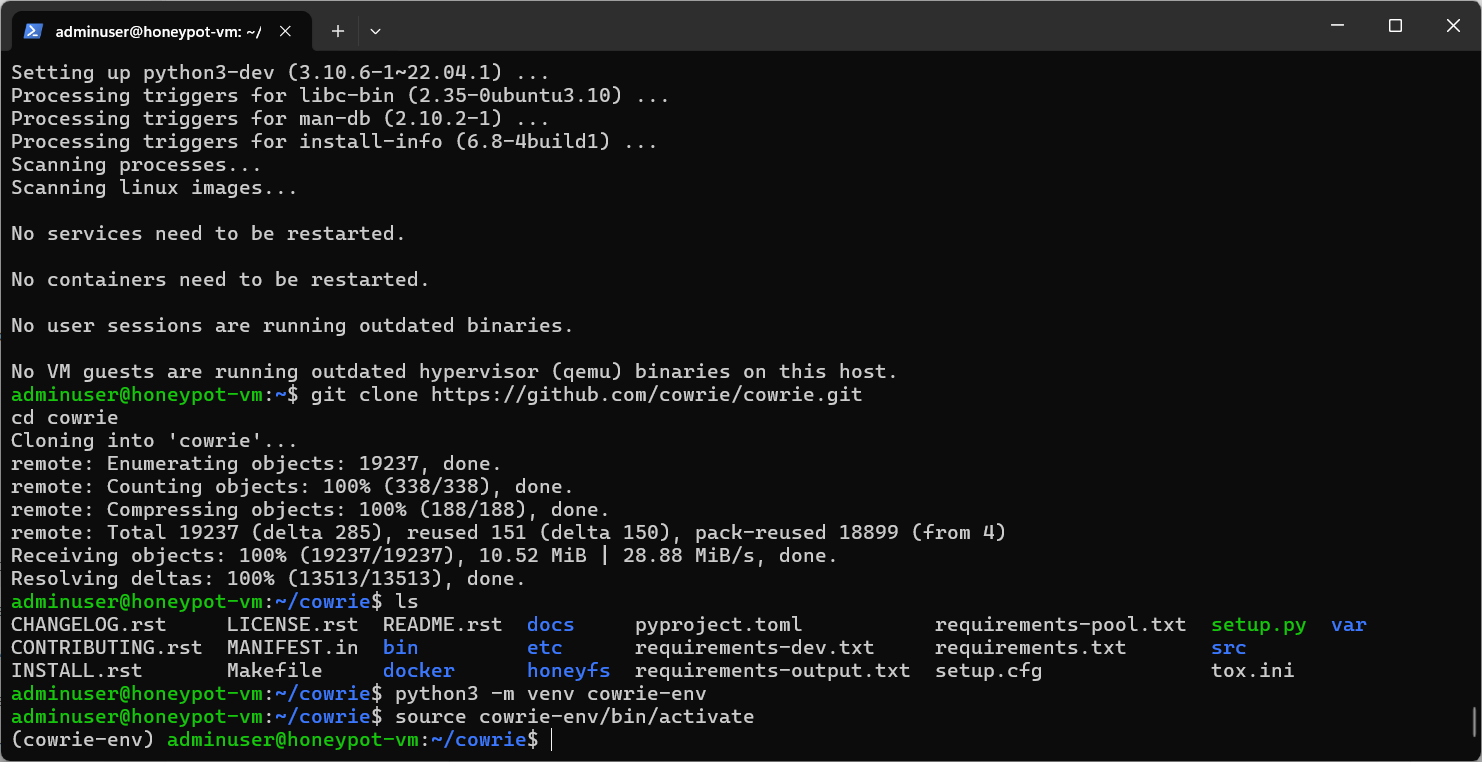 adminuser@honeypot-vm: ~/
Setting up python3-dev (3.10.6-1~22.04.1) ...
Processing triggers for libc-bin (2.35-0ubuntu3.10) ...
Processing triggers for man-db (2.10.2-1) ...
Processing triggers for install-info (6.8-4build1) ...
Scanning processes...
Scanning linux images...
No services need to be restarted.
No containers need to be restarted.
No user sessions are running outdated binaries.
No VM guests are running outdated hypervisor (qemu) binaries on this host.
adminuser@honeypot-vm:~$ git clone https://github.com/cowrie/cowrie.git
cd cowrie
Cloning into 'cowrie'...
remote: Enumerating objects: 19237, done.
remote: Counting objects: 100% (338/338), done.
remote: Compressing objects: 100% (188/188), done.
remote: Total 19237 (delta 285), reused 151 (delta 150), pack-reused 18899 (from 4)
Receiving objects: 100% (19237/19237), 10.52 MiB | 28.88 MiB/s, done.
Resolving deltas: 100% (13513/13513), done.
adminuser@honeypot-vm:~/cowrie$ ls
CHANGELOG.rst     LICENSE.rst  README.rst  docs     pyproject.toml           requirements-pool.txt  setup.py  var
CONTRIBUTING.rst  MANIFEST.in  bin         etc      requirements-dev.txt     requirements.txt       src
INSTALL.rst       Makefile     docker      honeyfs  requirements-output.txt  setup.cfg              tox.ini
adminuser@honeypot-vm:~/cowrie$ python3 -m venv cowrie-env
adminuser@honeypot-vm:~/cowrie$ source cowrie-env/bin/activate
(cowrie-env) adminuser@honeypot-vm:~/cowrie$